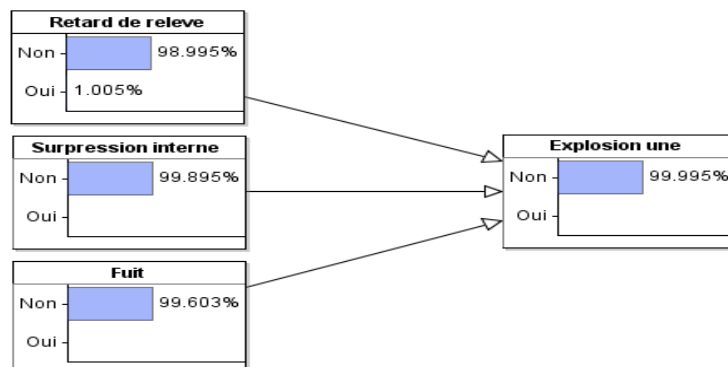 Retard de releve
Non 98.995%
Oui 1.005%
Surpression interne
Non 99.895%
Oui
Fuit
Non 99.603%
Oui
Explosion une
Non 99.995%
Oui